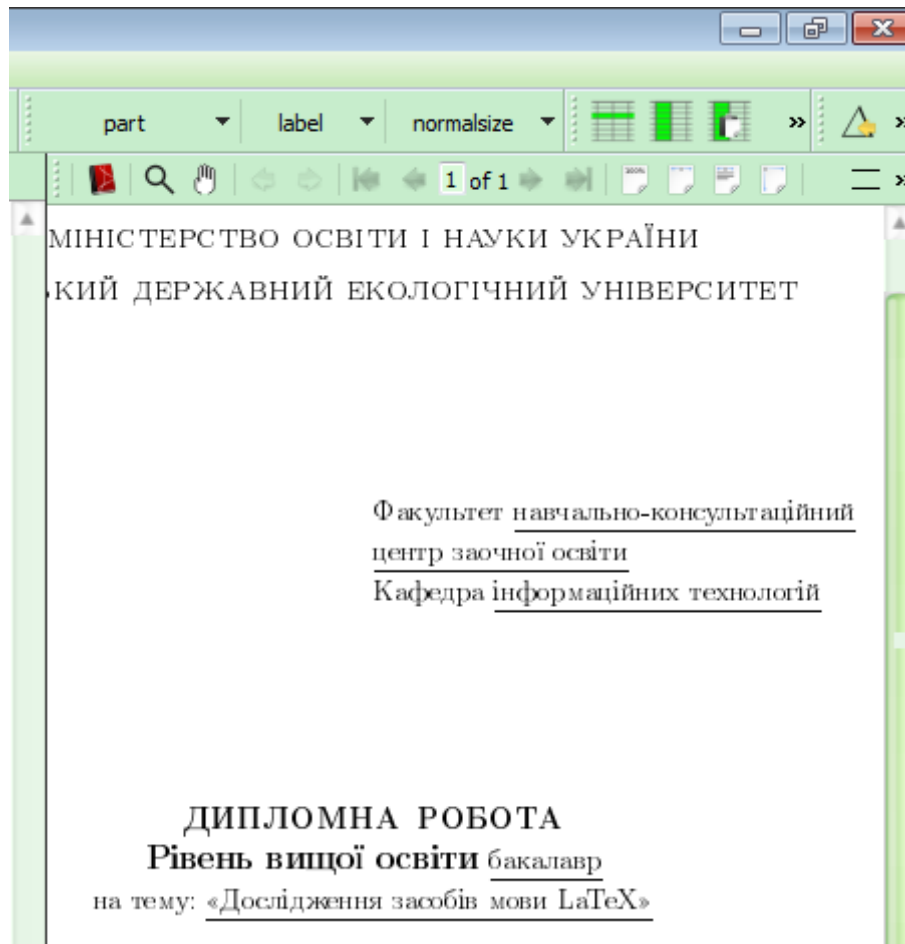 part label normalsize »
1 of 1 »
МІНІСТЕРСТВО ОСВІТИ І НАУКИ УКРАЇНИ
КИЙ ДЕРЖАВНИЙ ЕКОЛОГІЧНИЙ УНІВЕРСИТЕТ
Факультет навчально-консультаційний
центр заочної освіти
Кафедра інформаційних технологій
ДИПЛОМНА РОБОТА
Рівень вищої освіти бакалавр
на тему: «Дослідження засобів мови LaTeX»